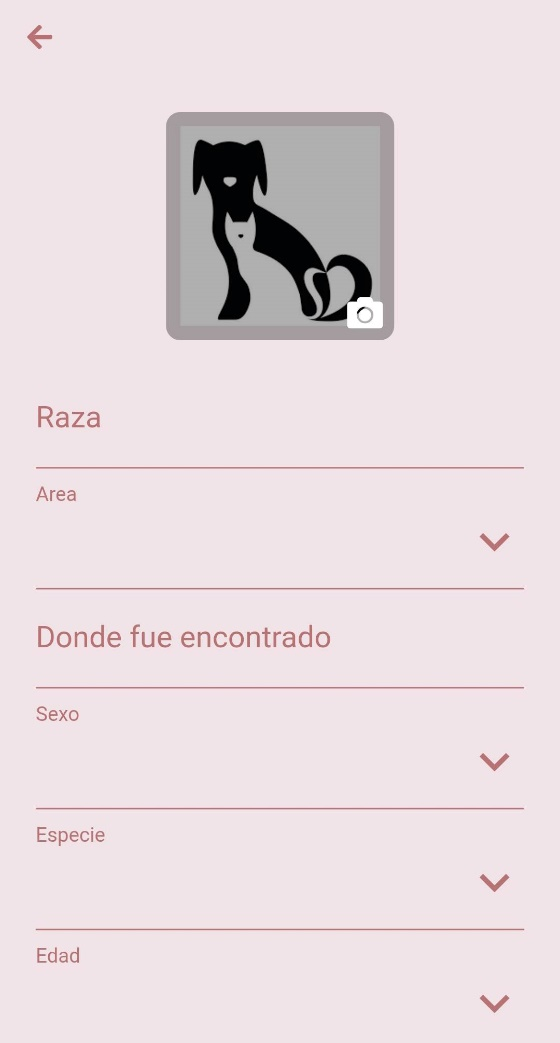 Raza
Area
Donde fue encontrado
Sexo
Especie
Edad